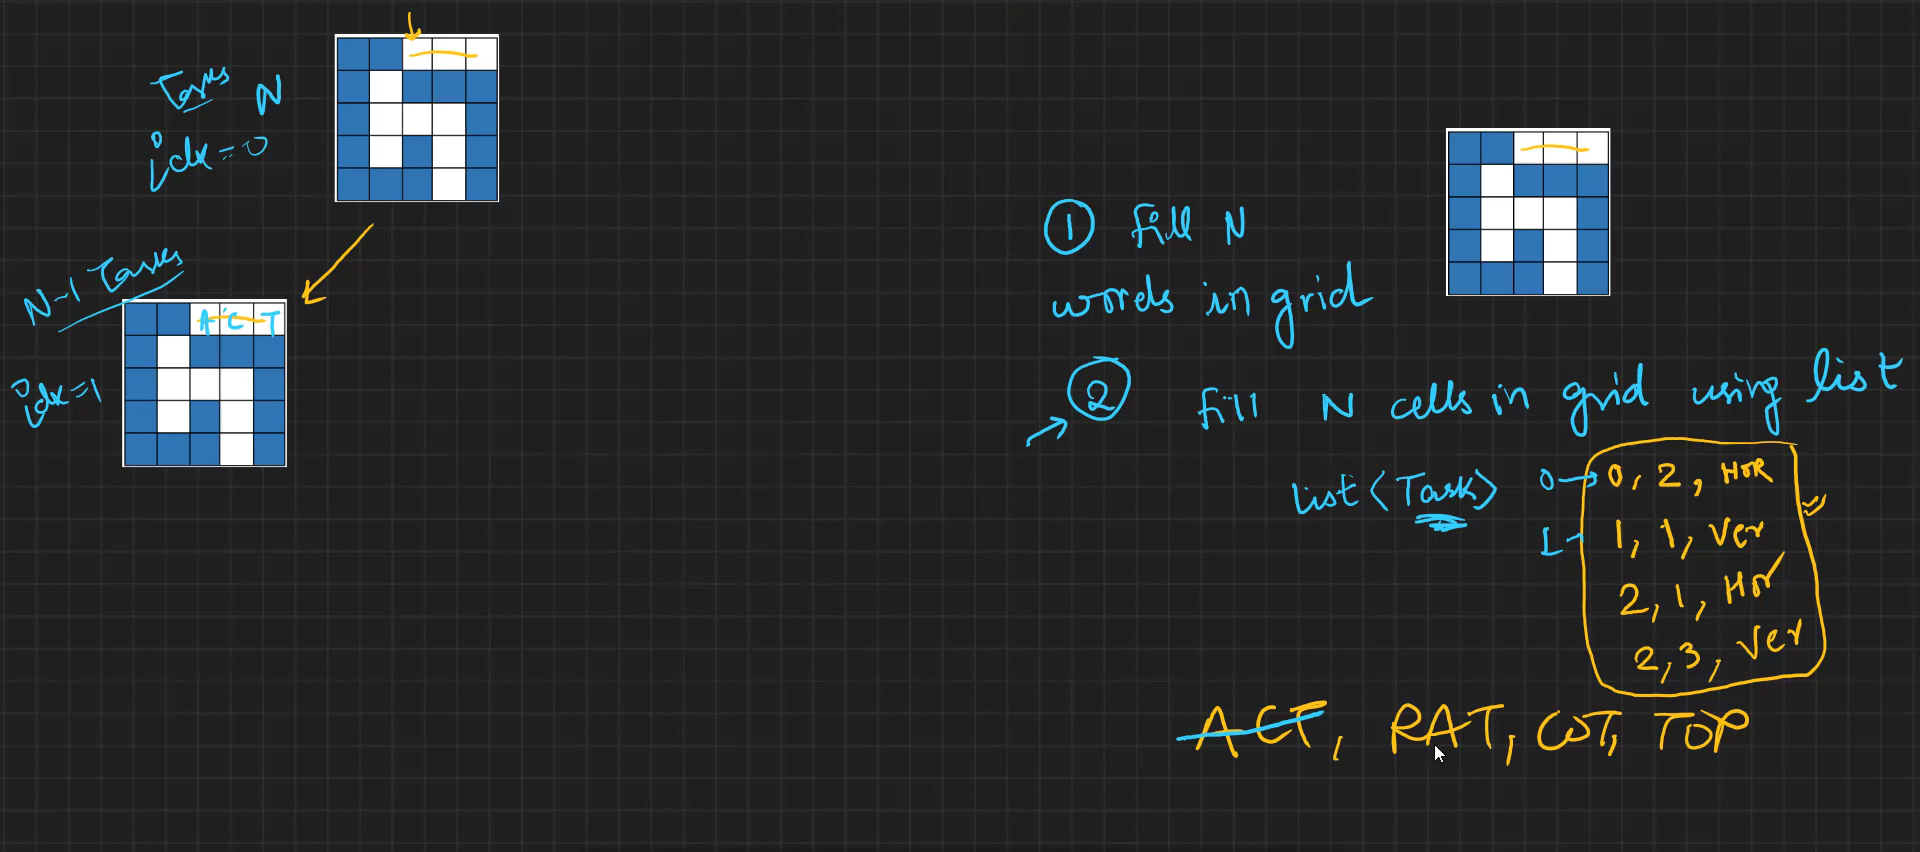 Tasks N
idx=0
N-1 Tasks
A C T
idx=1
① fill N
words in grid
② fill N cells in grid using list
list <Task>
0→ 0, 2, HOR
1- 1, 1, Ver
2, 1, Hor
2, 3, Ver
ACT, RAT, COT, TOP